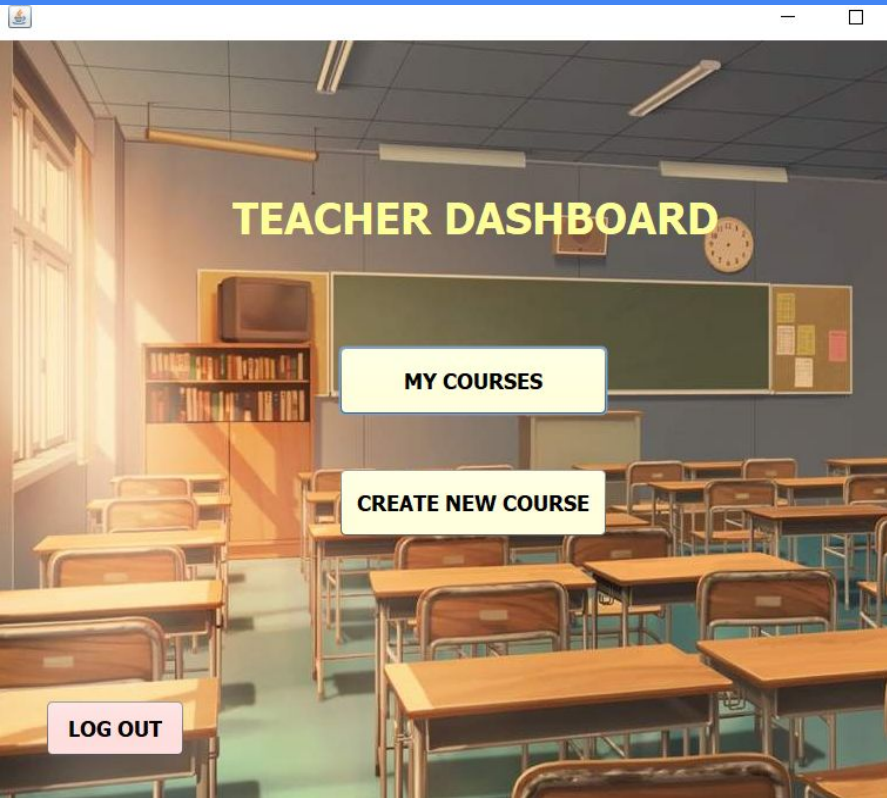 TEACHER DASHBOARD
MY COURSES
CREATE NEW COURSE
LOG OUT